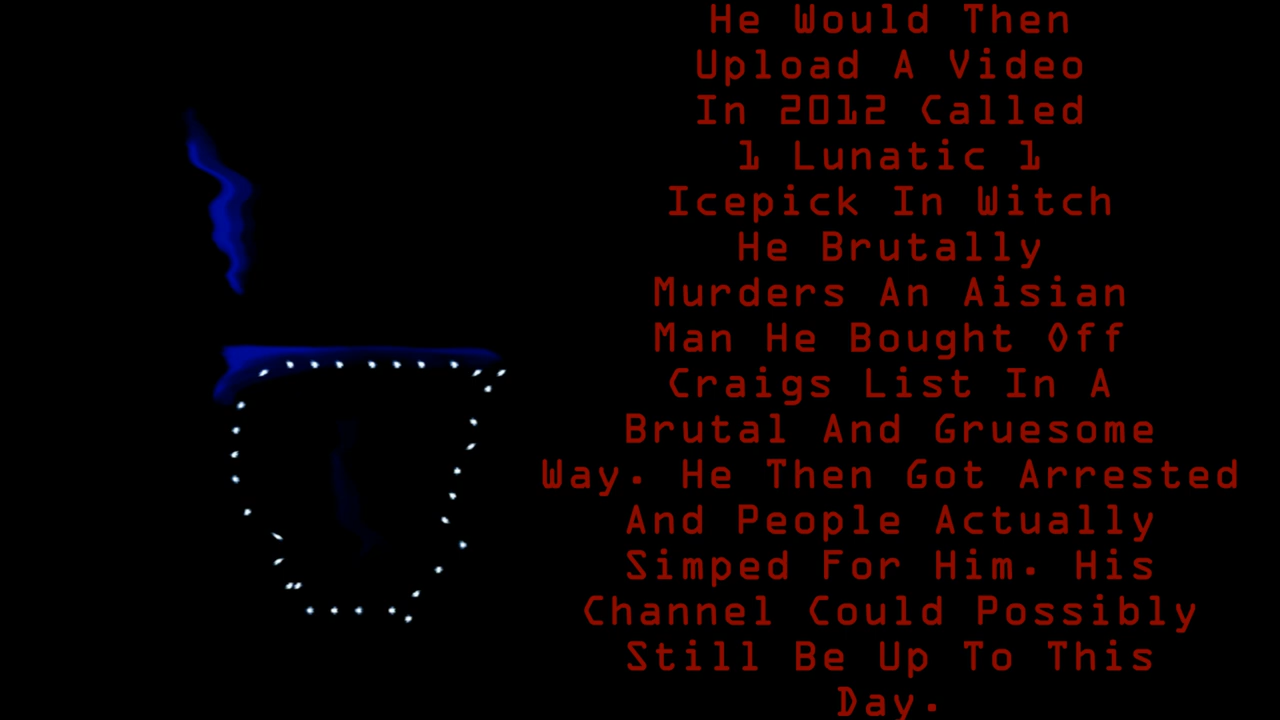 He Would Then
Upload A Video
In 2012 Called
1 Lunatic 1
Icepick In Witch
He Brutally
Murders An Aisian
Man He Bought Off
Craigs List In A
Brutal And Gruesome
Way. He Then Got Arrested
And People Actually
Simped For Him. His
Channel Could Possibly
Still Be Up To This
Day.